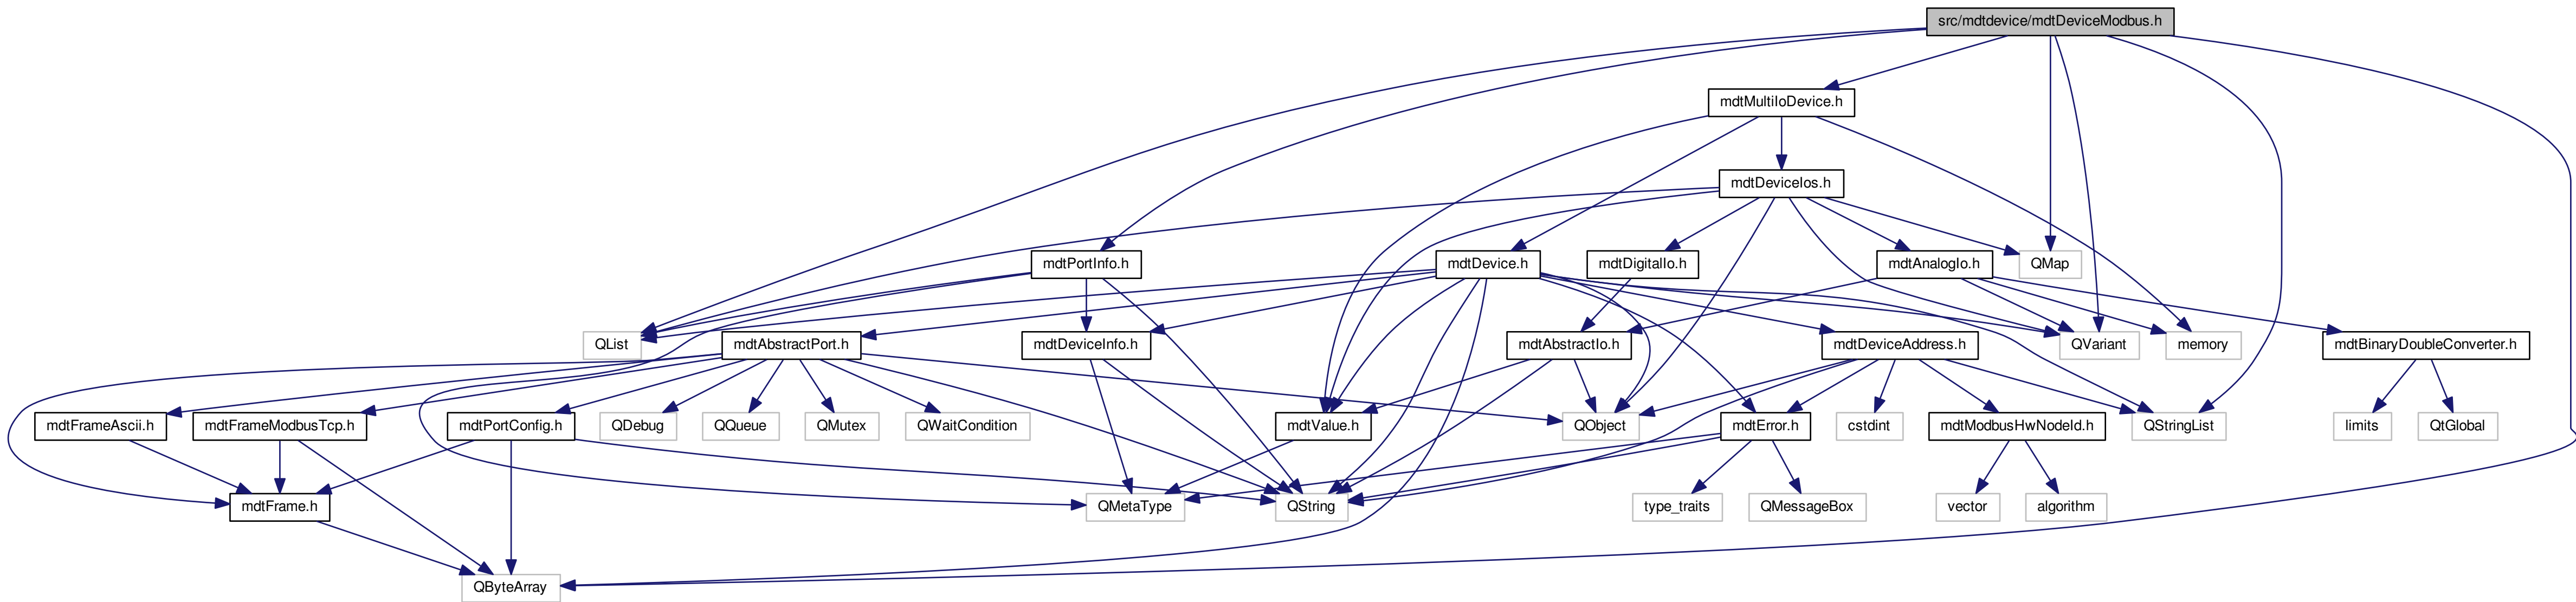 src/mdtdevice/mdtDeviceModbus.h
mdtMultiIoDevice.h
mdtDeviceIos.h
mdtPortInfo.h
mdtDevice.h
mdtDigitalIo.h
mdtAnalogIo.h
QMap
QList
mdtAbstractPort.h
mdtDeviceInfo.h
mdtAbstractIo.h
mdtDeviceAddress.h
QVariant
memory
mdtBinaryDoubleConverter.h
mdtFrameAscii.h
mdtFrameModbusTcp.h
mdtPortConfig.h
QDebug
QQueue
QMutex
QWaitCondition
mdtValue.h
QObject
mdtError.h
cstdint
mdtModbusHwNodeId.h
QStringList
limits
QtGlobal
mdtFrame.h
QMetaType
QString
type_traits
QMessageBox
vector
algorithm
QByteArray